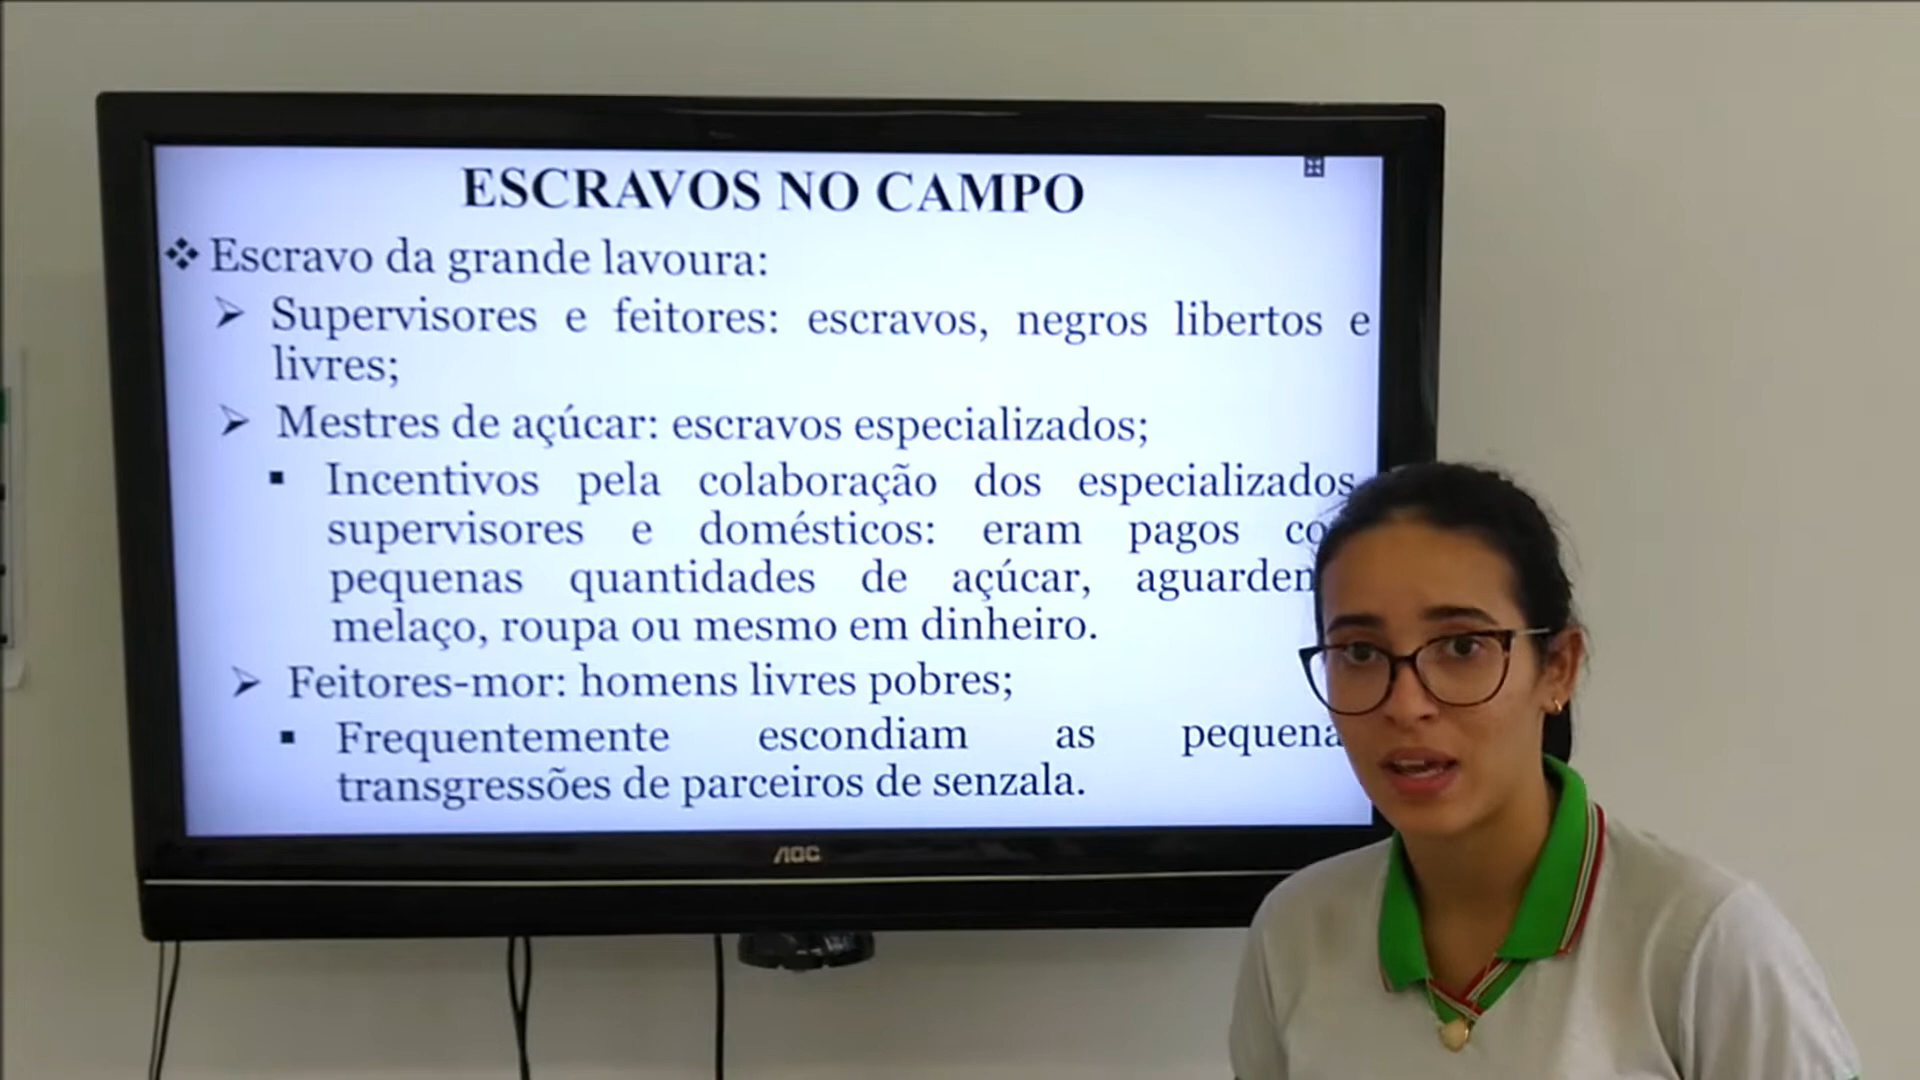 ESCRAVOS NO CAMPO
❖ Escravo da grande lavoura:
➢ Supervisores e feitores: escravos, negros libertos e
livres;
➢ Mestres de açúcar: escravos especializados;
▪ Incentivos pela colaboração dos especializados
supervisores e domésticos: eram pagos
pequenas quantidades de açúcar,
melaço, roupa ou mesmo em dinheiro.
➢ Feitores-mor: homens livres pobres;
▪ Frequentemente escondiam as
transgressões de parceiros de senzala.
AOC